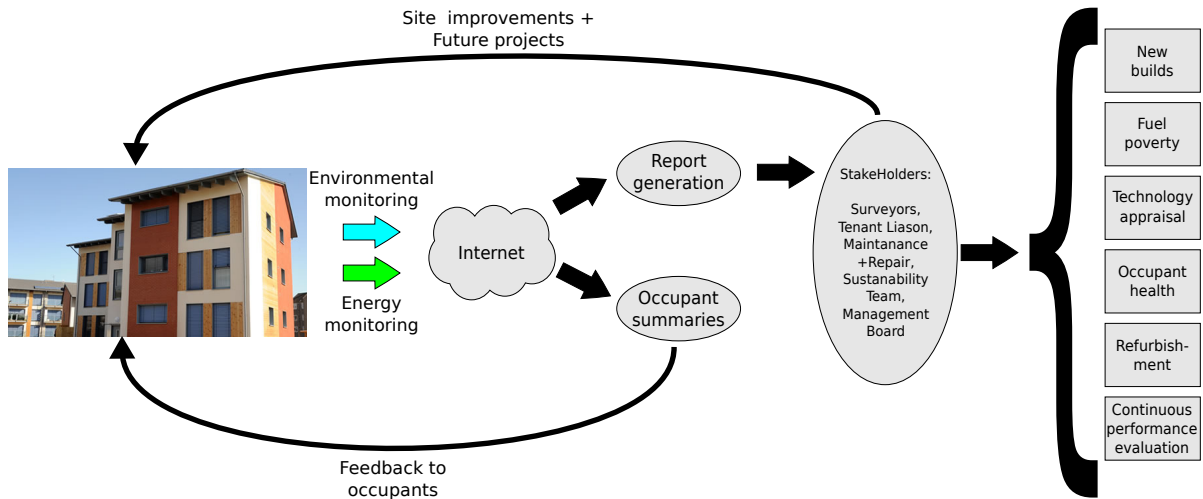 Site improvements +
Future projects
Environmental
monitoring
Energy
monitoring
Internet
Report
generation
Occupant
summaries
StakeHolders:
Surveyors,
Tenant Liason,
Maintanance
+Repair,
Sustanability
Team,
Management
Board
New
builds
Fuel
poverty
Technology
appraisal
Occupant
health
Refurbish-
ment
Continuous
performance
evaluation
Feedback to
occupants